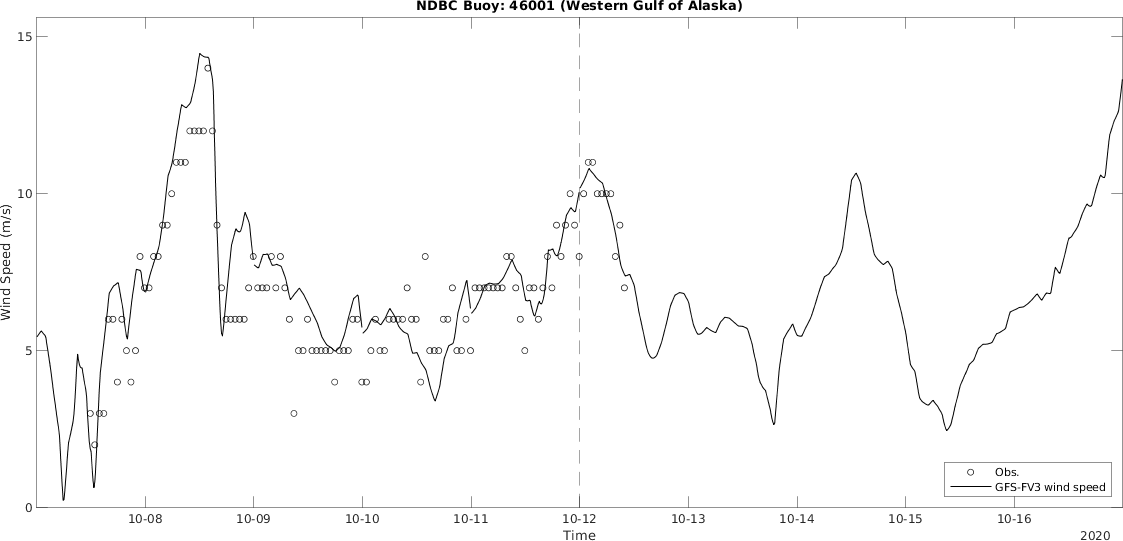 NDBC Buoy: 46001 (Western Gulf of Alaska)
Wind Speed (m/s)
15
10
5
0
10-08 10-09 10-10 10-11 10-12 10-13 10-14 10-15 10-16
Time
2020
Obs.
GFS-FV3 wind speed